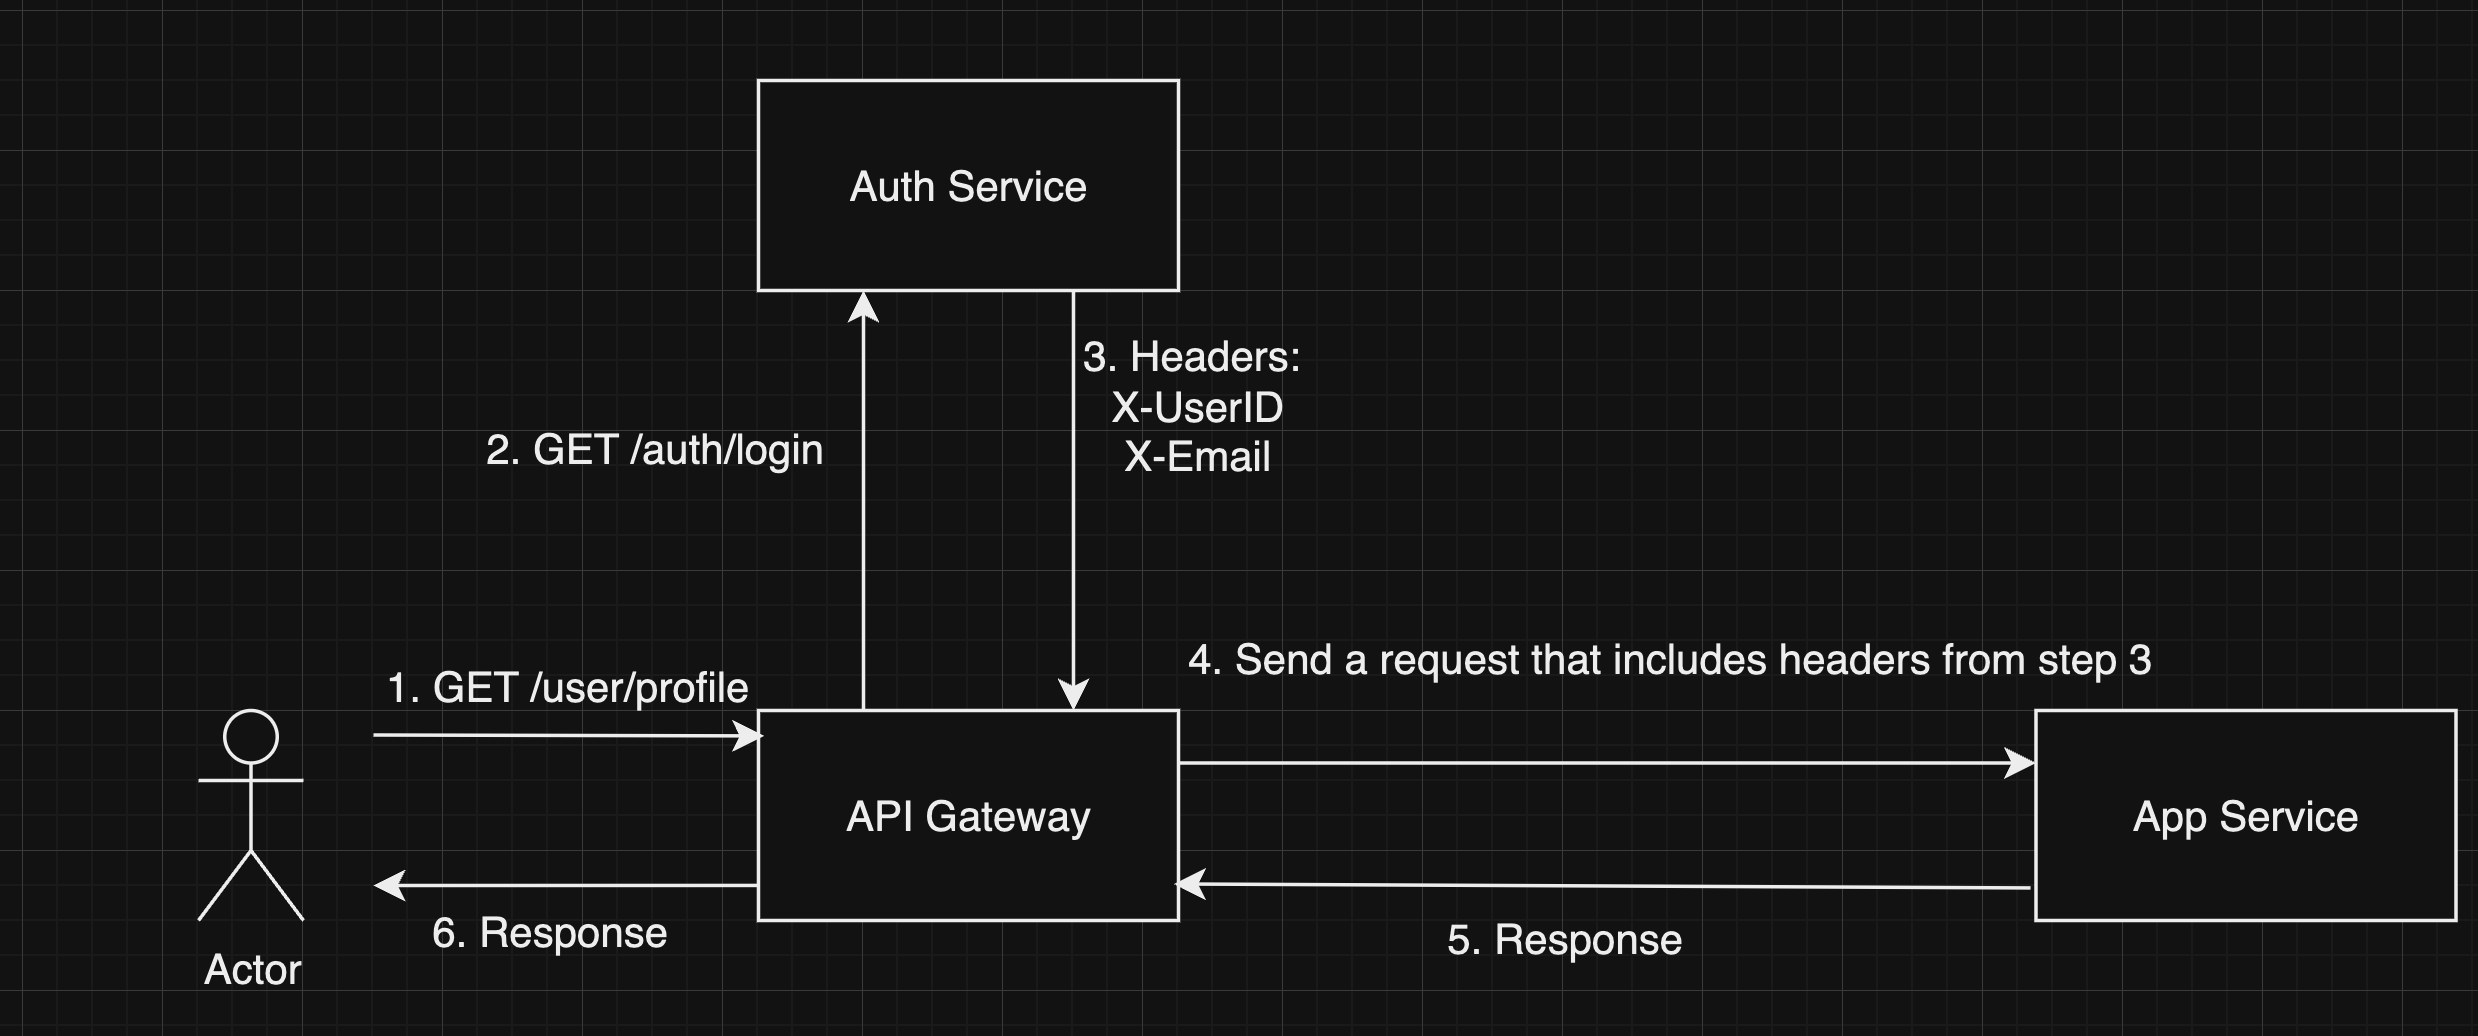 Auth Service
3. Headers:
X-UserID
X-Email
2. GET /auth/login
4. Send a request that includes headers from step 3
1. GET /user/profile
API Gateway
App Service
6. Response
5. Response
Actor